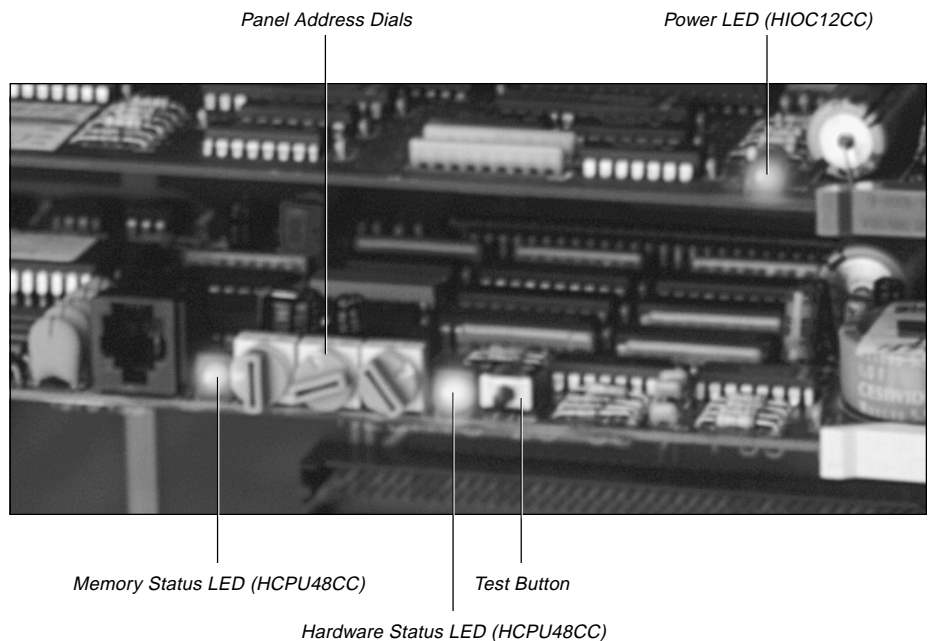 Panel Address Dials
Power LED (HIOC12CC)
Memory Status LED (HCPU48CC)
Test Button
Hardware Status LED (HCPU48CC)